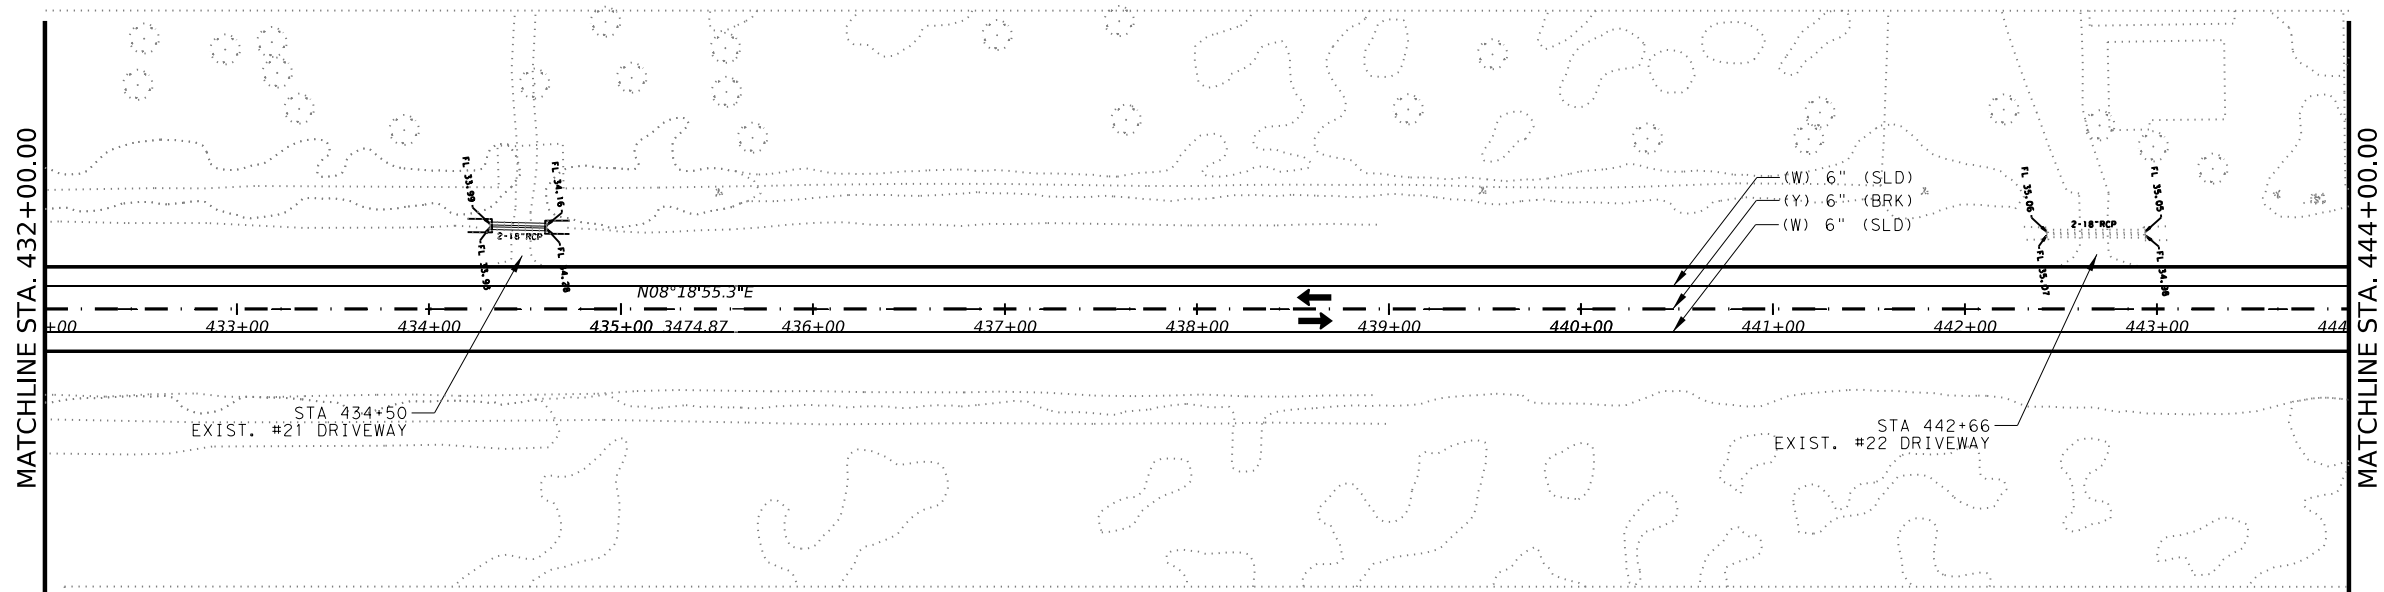 MATCHLINE STA. 432+00.00
FL 33.99
FL 34.16
2-18"RCP
FL 33.95
N08°18'55.3"E
+00
433+00
434+00
435+00
3474.87
436+00
437+00
438+00
439+00
440+00
441+00
442+00
443+00
444
(W) 6" (SLD)
(Y) 6" (BRK)
(W) 6" (SLD)
FL 35.06
FL 35.05
2-18"RCP
FL 35.07
STA 434+50
EXIST. #21 DRIVEWAY
STA 442+66
EXIST. #22 DRIVEWAY
MATCHLINE STA. 444+00.00